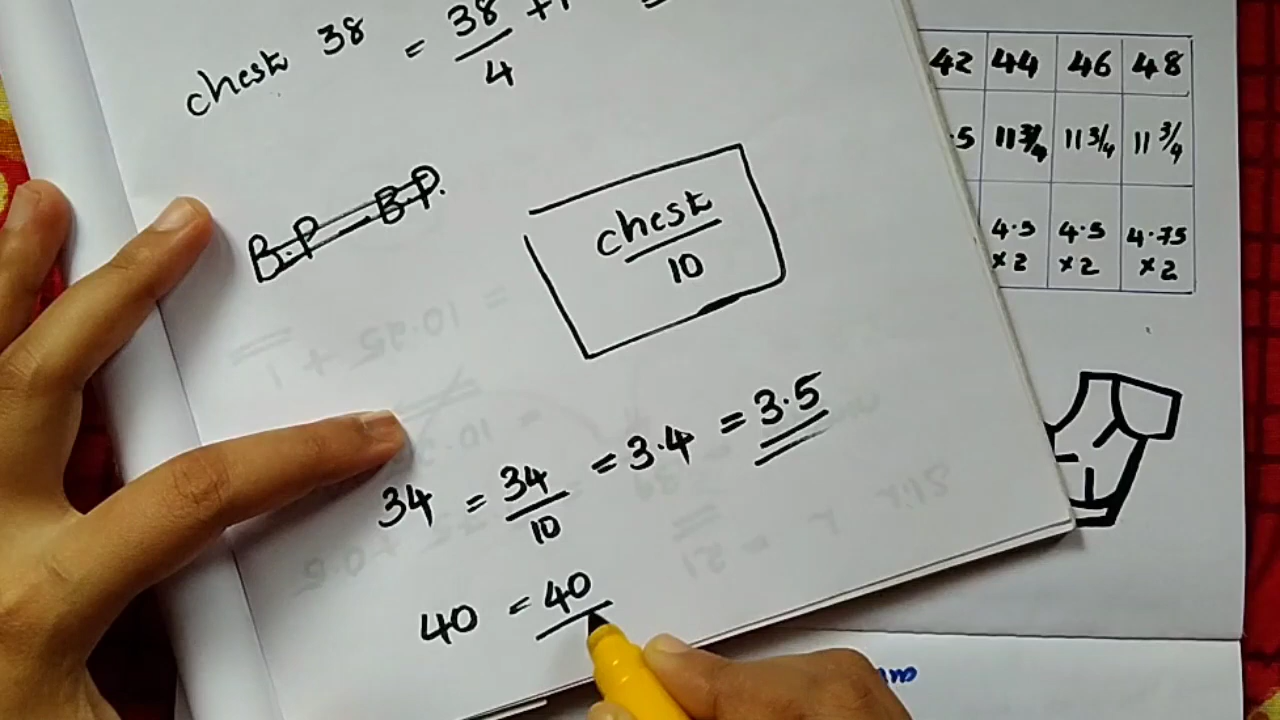 chest 38 = 38/4 +1
B.P — B.P.
chest/10
34 = 34/10 = 3.4 = 3.5
40 = 40/
42 44 46 48
.5 11 3/4 11 3/4 11 3/4
4.5 ×2 4.5 ×2 4.75 ×2